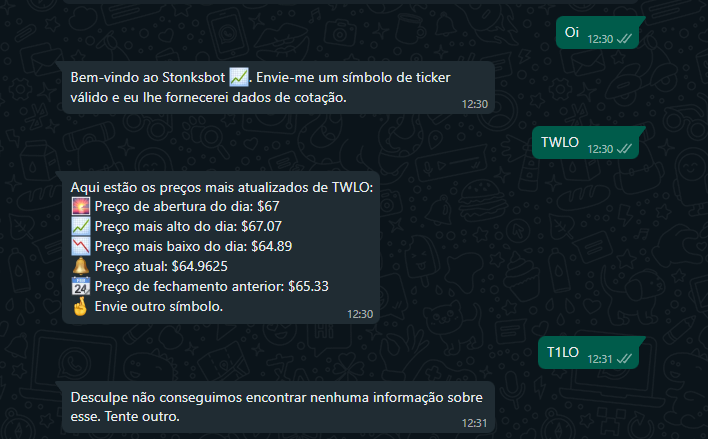 Oi
12:30
Bem-vindo ao Stonksbot 📈. Envie-me um símbolo de ticker
válido e eu lhe fornecerei dados de cotação.
12:30
TWLO
12:30
Aqui estão os preços mais atualizados de TWLO:
🌅 Preço de abertura do dia: $67
📈 Preço mais alto do dia: $67.07
📉 Preço mais baixo do dia: $64.89
🔔 Preço atual: $64.9625
📆 Preço de fechamento anterior: $65.33
🤞 Envie outro símbolo.
12:30
T1LO
12:31
Desculpe não conseguimos encontrar nenhuma informação sobre
esse. Tente outro.
12:31